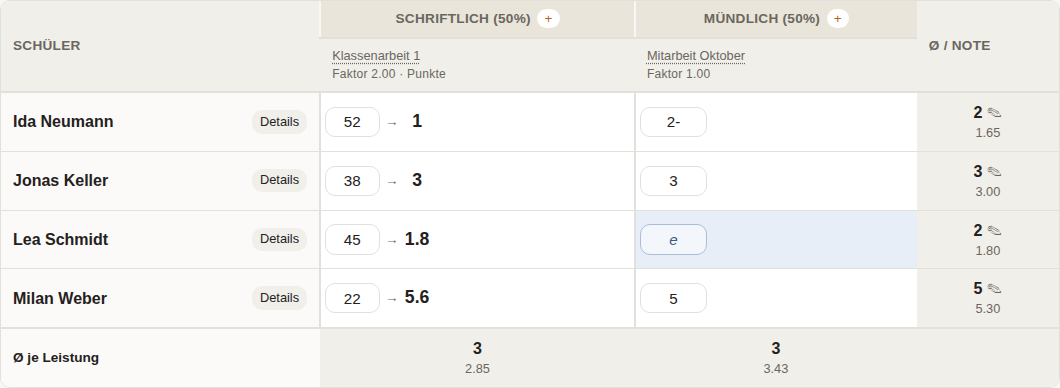 SCHÜLER
SCHRIFTLICH (50%) +
MÜNDLICH (50%) +
Ø / NOTE
Klassenarbeit 1
Faktor 2.00 · Punkte
Mitarbeit Oktober
Faktor 1.00
Ida Neumann Details 52 → 1 2- 2 ✎
1.65
Jonas Keller Details 38 → 3 3 3 ✎
3.00
Lea Schmidt Details 45 → 1.8 e 2 ✎
1.80
Milan Weber Details 22 → 5.6 5 5 ✎
5.30
Ø je Leistung 3 3
2.85 3.43